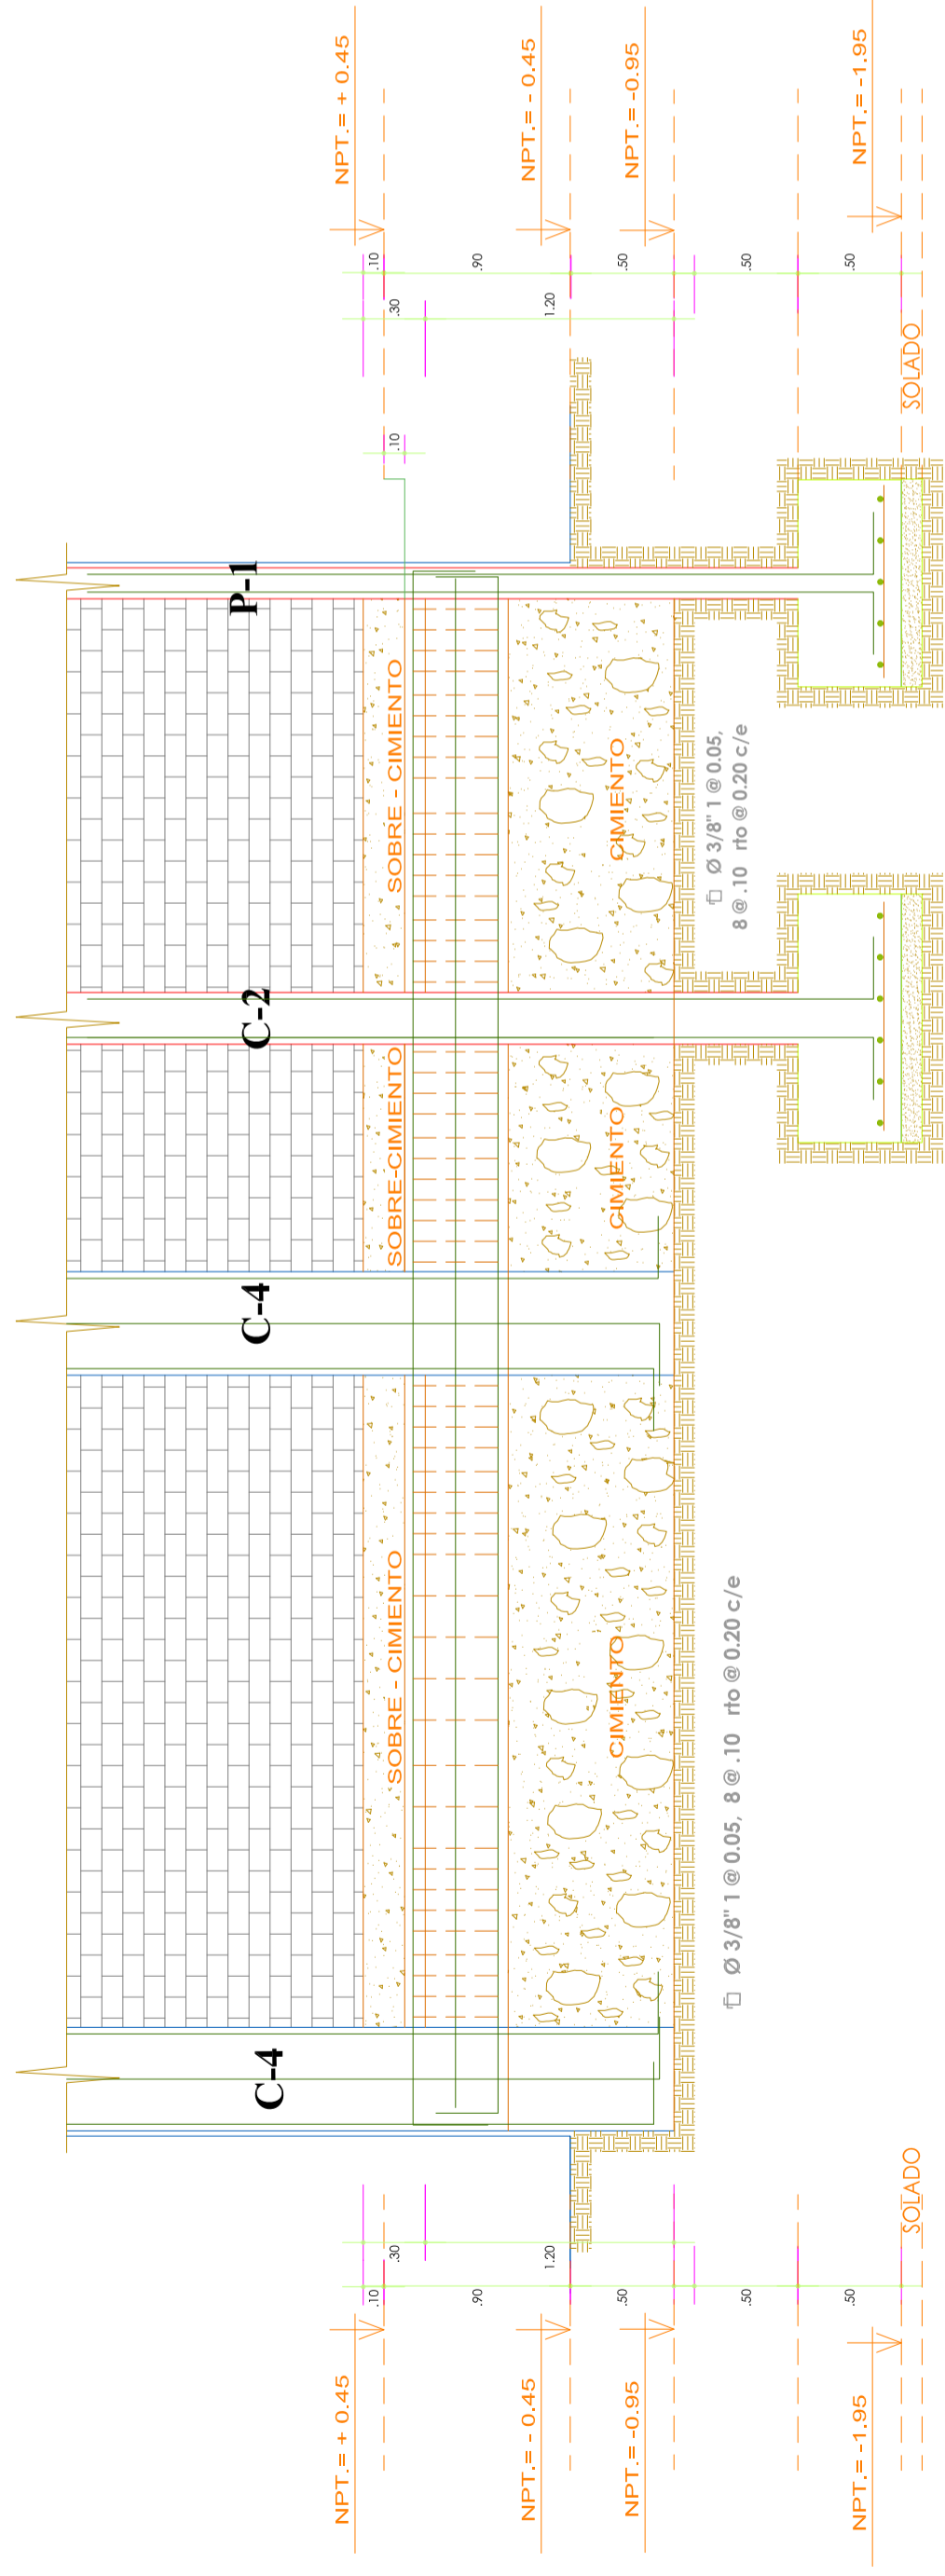 C-4
C-4
C-2
P-1
NPT.= + 0.45
NPT.= + 0.45
.10
.30
.10
.30
.10
SOBRE - CIMIENTO
SOBRE-CIMIENTO
SOBRE - CIMIENTO
.90
.90
NPT.= - 0.45
NPT.= - 0.45
1.20
1.20
CIMIENTO
CIMIENTO
CIMIENTO
NPT.= -0.95
NPT.= -0.95
.50
.50
Ø 3/8" 1 @ 0.05, 8 @ .10 rto @ 0.20 c/e
Ø 3/8" 1 @ 0.05,
8 @ .10 rto @ 0.20 c/e
.50
.50
.50
.50
NPT.= -1.95
NPT.= -1.95
SOLADO
SOLADO